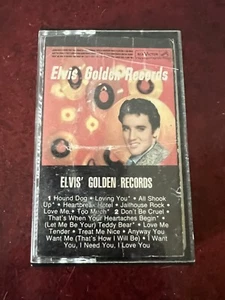 RCA VICTOR
Elvis' Golden Records
ELVIS' GOLDEN RECORDS
1 Hound Dog • Loving You* • All Shook
Up* • Heartbreak Hotel • Jailhouse Rock •
Love Me • Too Much* 2 Don't Be Cruel •
That's When Your Heartaches Begin* •
(Let Me Be Your) Teddy Bear* • Love Me
Tender • Treat Me Nice • Anyway You
Want Me (That's How I Will Be) • I Want
You, I Need You, I Love You